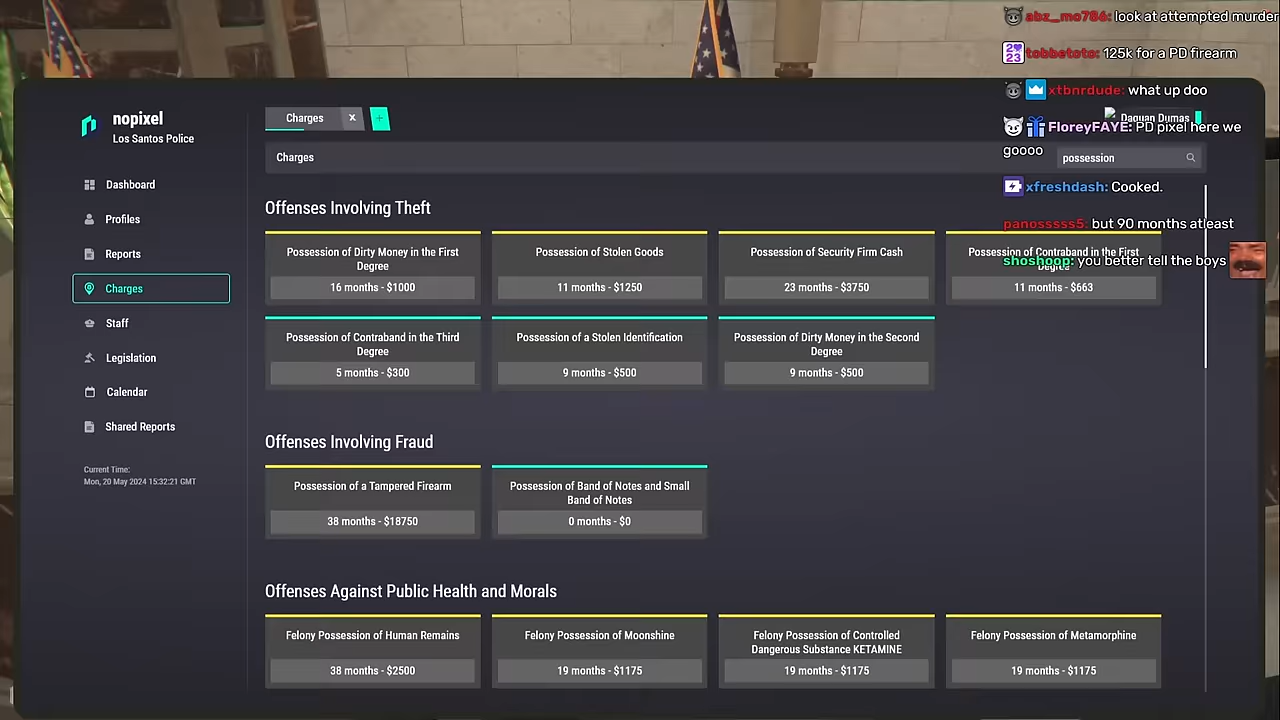 abz_mo786: look at attempted murder
2023
tobbetoto: 125k for a PD firearm
xtbnrdude: what up doo
nopixel
Los Santos Police
Charges
x
+
Daquan Dumas
FloreyFAYE: PD pixel here we
goooo
Charges
possession
xfreshdash: Cooked.
Dashboard
Profiles
Reports
Charges
Staff
Legislation
Calendar
Shared Reports
Current Time:
Mon, 20 May 2024 15:32:21 GMT
panosssss5: but 90 months atleast
shoshoop: you better tell the boys
Offenses Involving Theft
Possession of Dirty Money in the First
Degree
16 months - $1000
Possession of Stolen Goods
11 months - $1250
Possession of Security Firm Cash
23 months - $3750
Possession of Contraband in the First
Degree
11 months - $663
Possession of Contraband in the Third
Degree
5 months - $300
Possession of a Stolen Identification
9 months - $500
Possession of Dirty Money in the Second
Degree
9 months - $500
Offenses Involving Fraud
Possession of a Tampered Firearm
38 months - $18750
Possession of Band of Notes and Small
Band of Notes
0 months - $0
Offenses Against Public Health and Morals
Felony Possession of Human Remains
38 months - $2500
Felony Possession of Moonshine
19 months - $1175
Felony Possession of Controlled
Dangerous Substance KETAMINE
19 months - $1175
Felony Possession of Metamorphine
19 months - $1175